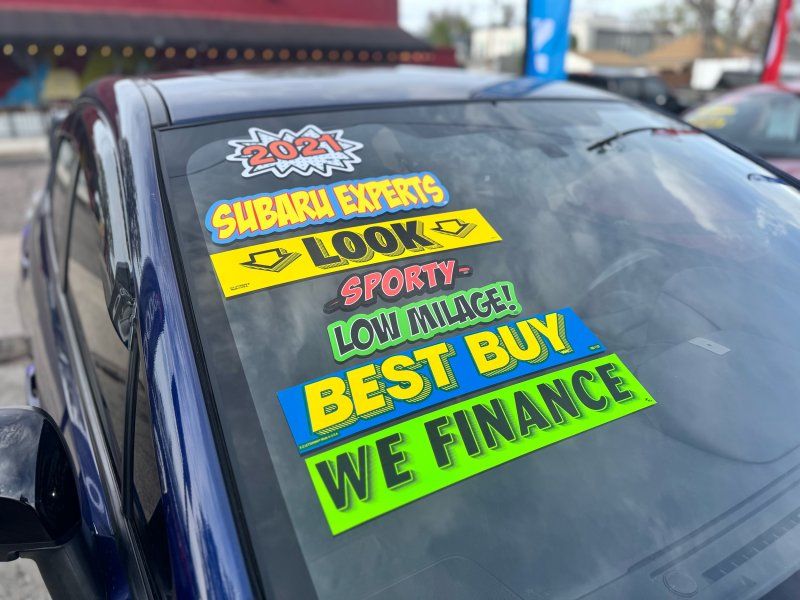 2021
SUBARU EXPERTS
LOOK
-SPORTY-
LOW MILAGE!
BEST BUY
WE FINANCE